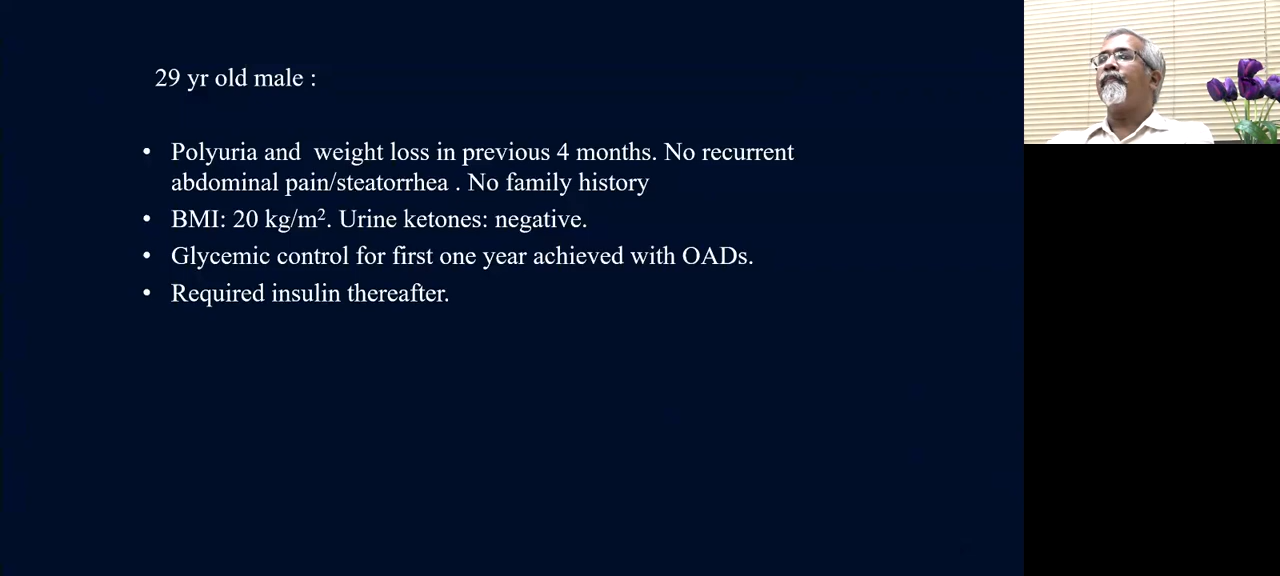 29 yr old male :
• Polyuria and  weight loss in previous 4 months. No recurrent
abdominal pain/steatorrhea . No family history
• BMI: 20 kg/m². Urine ketones: negative.
• Glycemic control for first one year achieved with OADs.
• Required insulin thereafter.